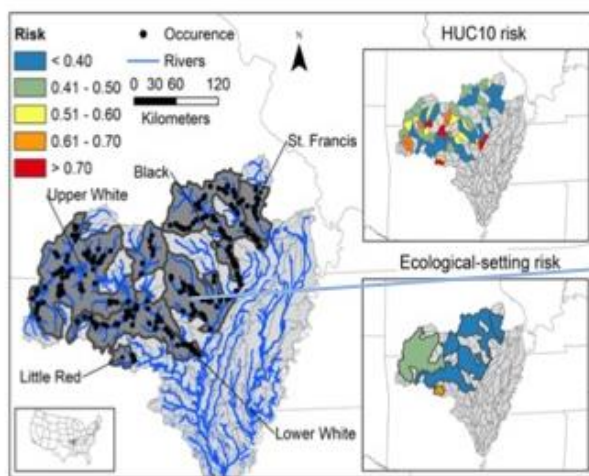 Risk
< 0.40
0.41 - 0.50
0.51 - 0.60
0.61 - 0.70
> 0.70
Occurence
Rivers
0 30 60 120
Kilometers
N
HUC10 risk
St. Francis
Black
Upper White
Ecological-setting risk
Little Red
Lower White